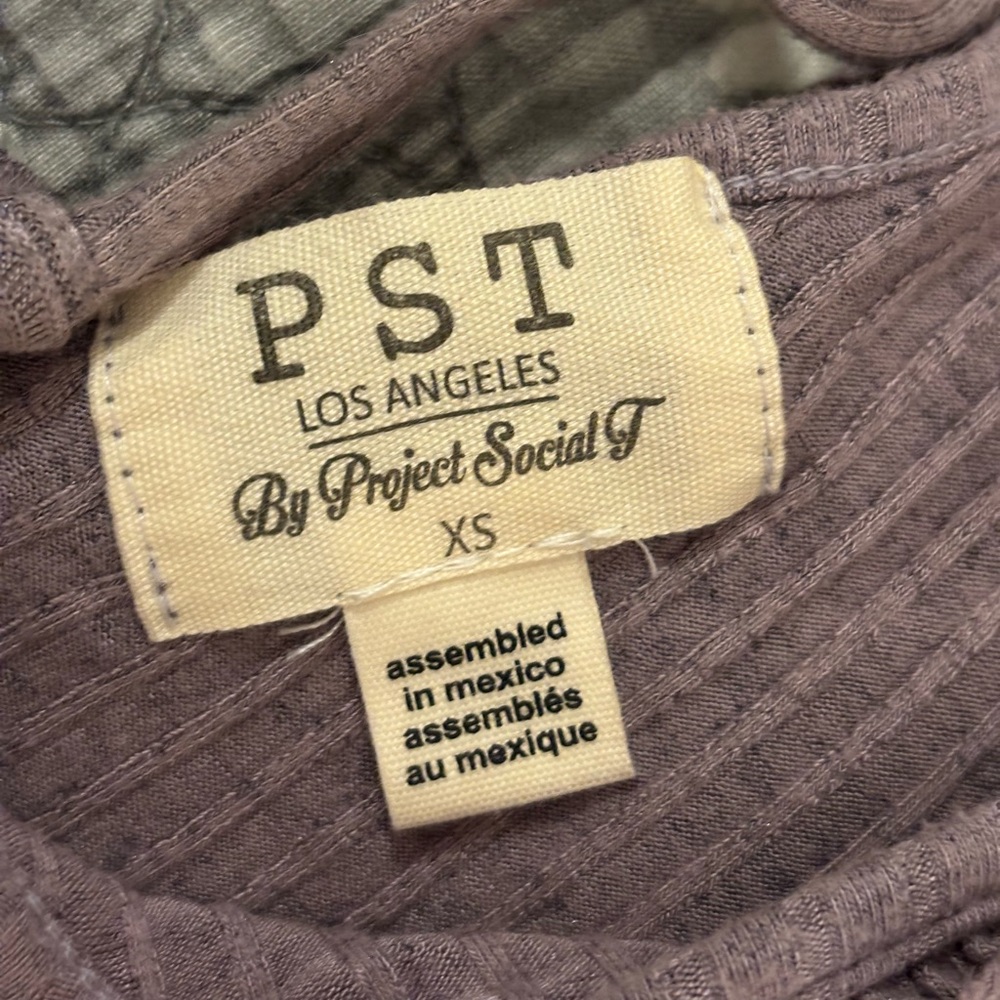 PST
LOS ANGELES
By Project Social T
XS
assembled
in mexico
assemblés
au mexique